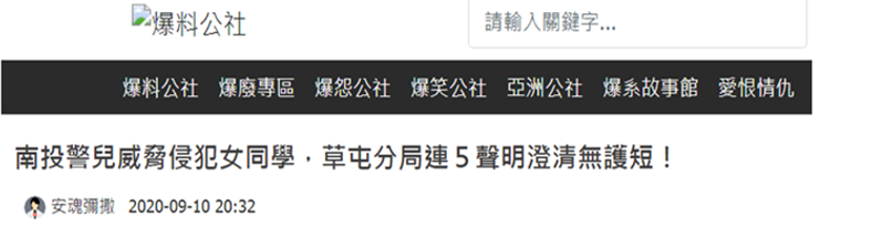 爆料公社
請輸入關鍵字...
爆料公社 爆廢專區 爆怨公社 爆笑公社 亞洲公社 爆系故事館 愛恨情仇
南投警兒威脅侵犯女同學，草屯分局連5聲明澄清無護短！
安魂彌撒 2020-09-10 20:32